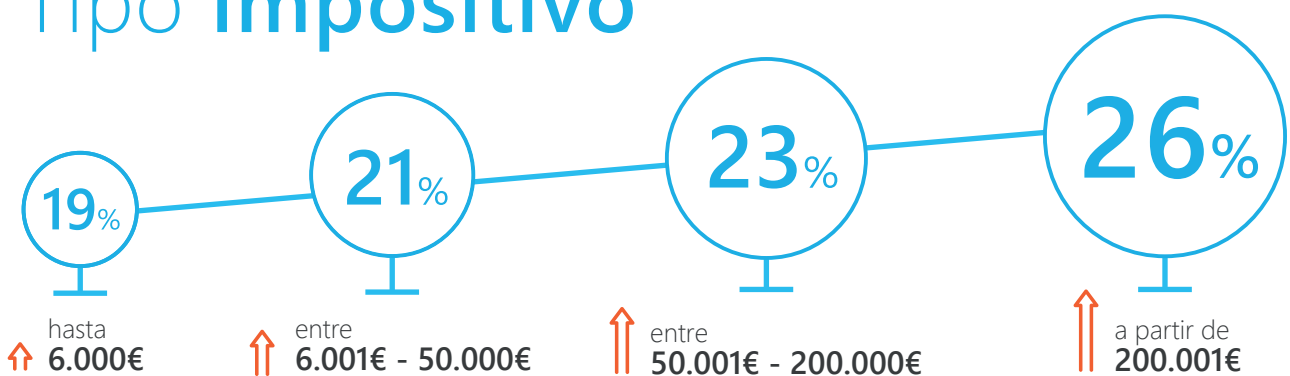 Tipo impositivo
19%
21%
23%
26%
hasta
6.000€
entre
6.001€ - 50.000€
entre
50.001€ - 200.000€
a partir de
200.001€